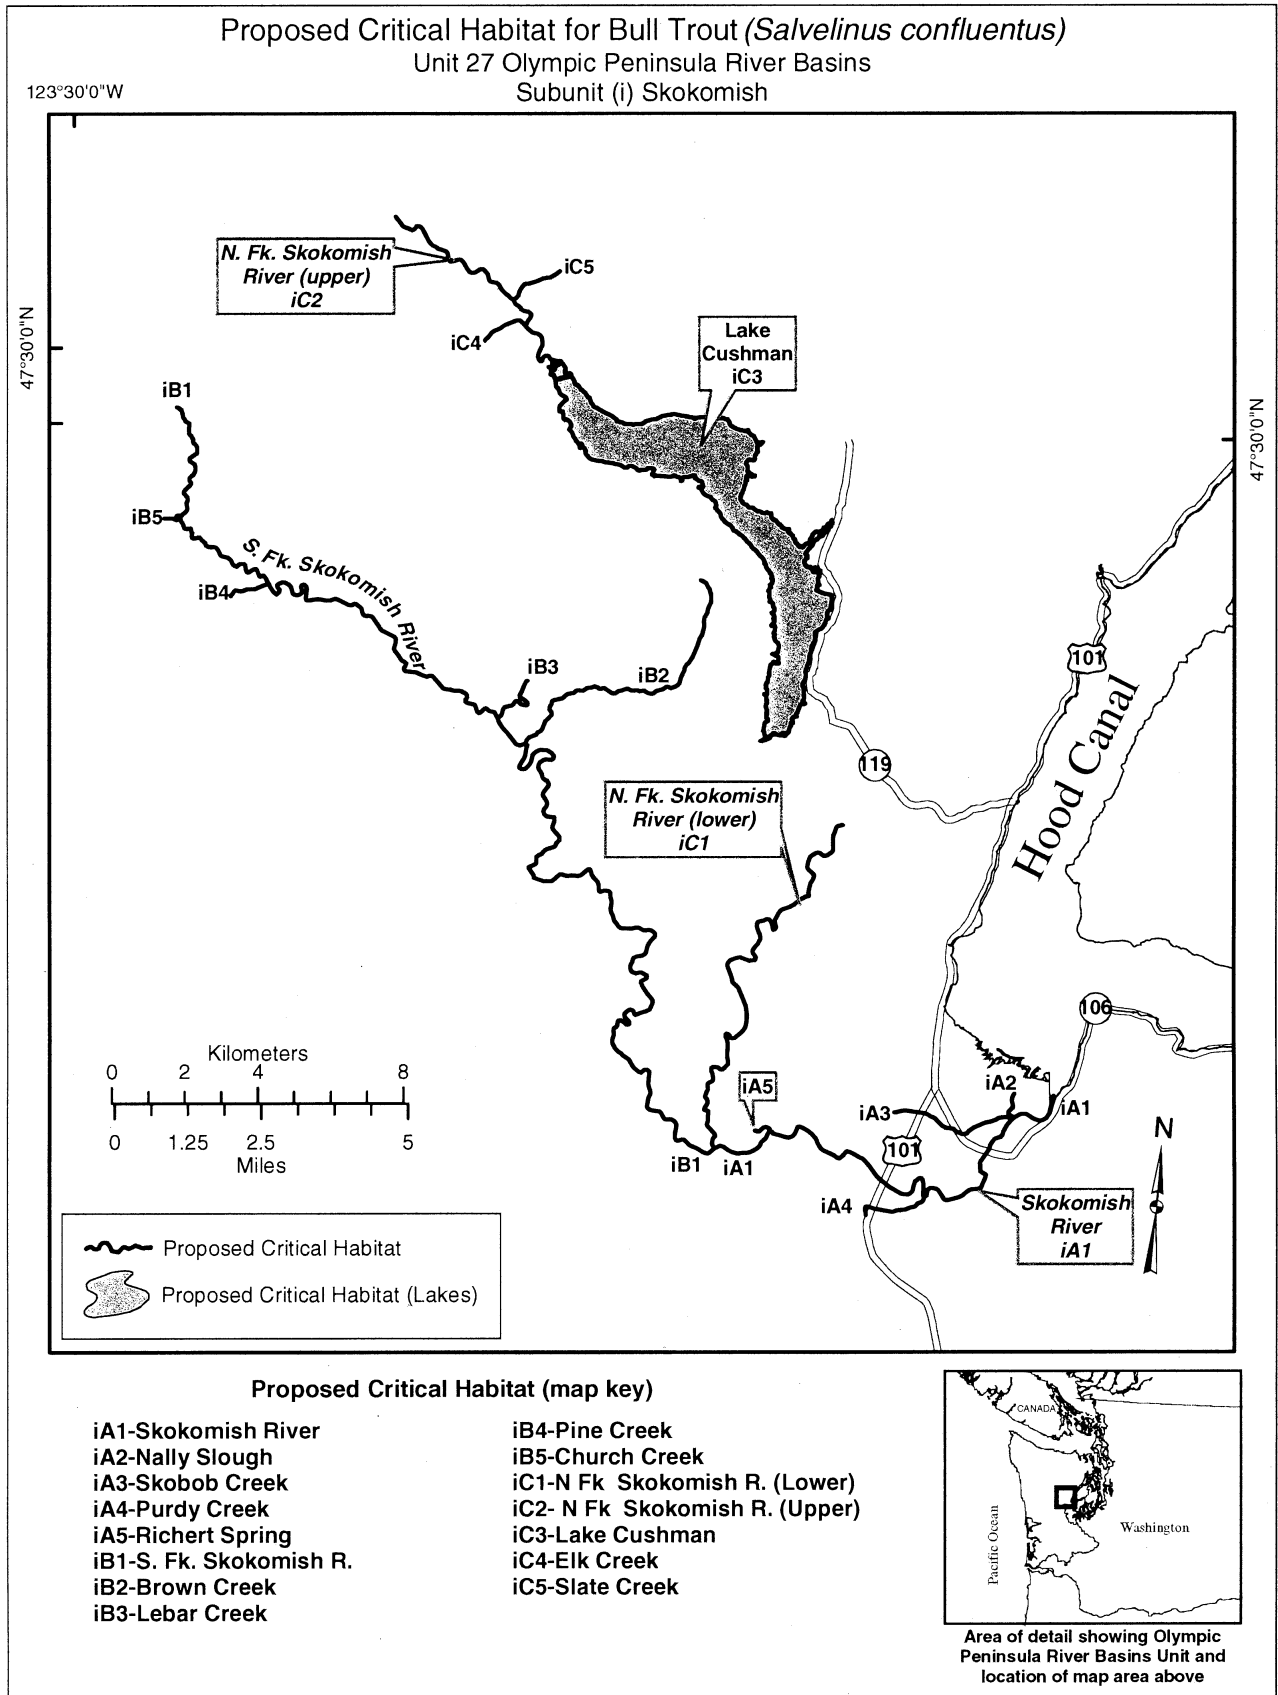 Proposed Critical Habitat for Bull Trout (Salvelinus confluentus)
Unit 27 Olympic Peninsula River Basins
Subunit (i) Skokomish
123°30'0"W
47°30'0"N
47°30'0"N
N. Fk. Skokomish
River (upper)
iC2
iC5
iC4
Lake
Cushman
iC3
iB1
iB5
S. Fk. Skokomish River
iB4
iB3
iB2
101
Hood Canal
119
N. Fk. Skokomish
River (lower)
iC1
106
Kilometers
0 2 4 8
0 1.25 2.5 5
Miles
iA5
iA2
iA3
iA1
101
iB1
iA1
iA4
N
Skokomish
River
iA1
Proposed Critical Habitat
Proposed Critical Habitat (Lakes)
Proposed Critical Habitat (map key)
iA1-Skokomish River
iA2-Nally Slough
iA3-Skobob Creek
iA4-Purdy Creek
iA5-Richert Spring
iB1-S. Fk. Skokomish R.
iB2-Brown Creek
iB3-Lebar Creek
iB4-Pine Creek
iB5-Church Creek
iC1-N Fk Skokomish R. (Lower)
iC2- N Fk Skokomish R. (Upper)
iC3-Lake Cushman
iC4-Elk Creek
iC5-Slate Creek
CANADA
Pacific Ocean
Washington
Area of detail showing Olympic
Peninsula River Basins Unit and
location of map area above